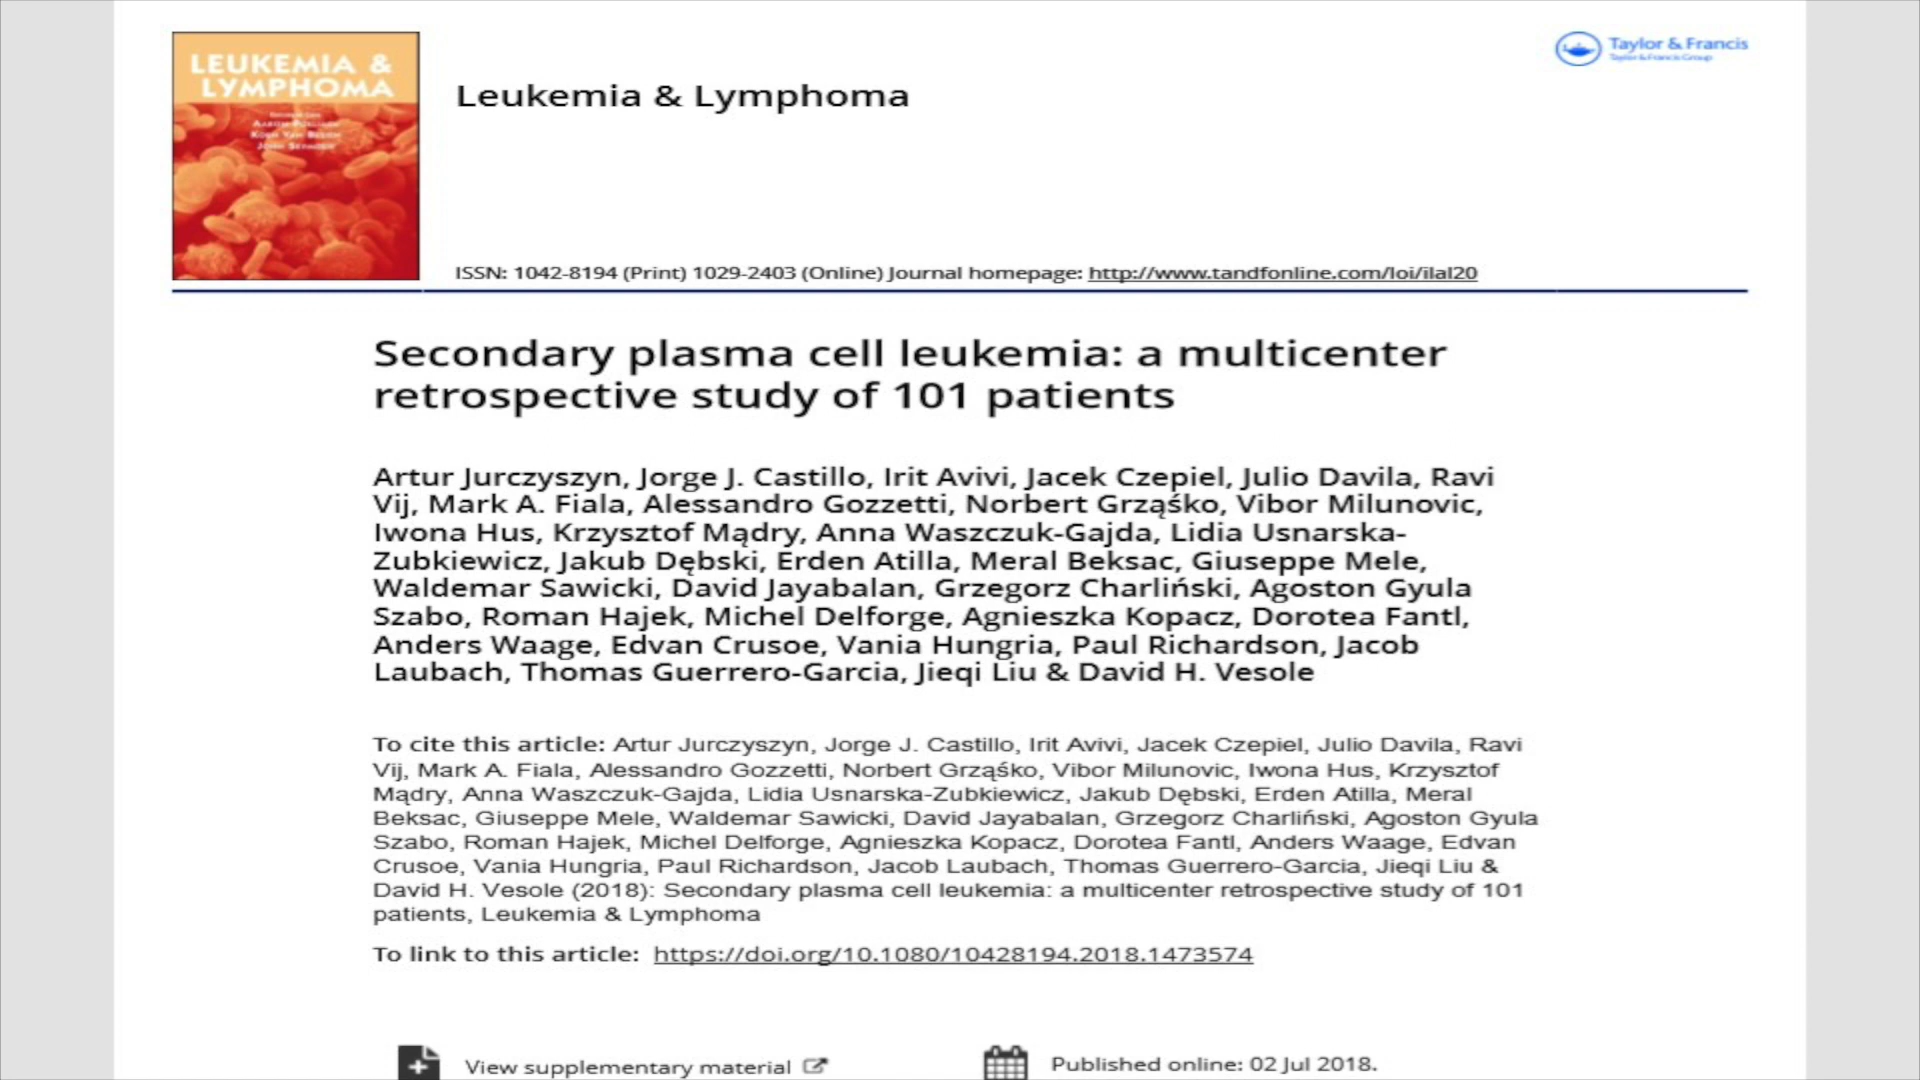 LEUKEMIA &
LYMPHOMA
Taylor & Francis
Taylor & Francis Group
Leukemia & Lymphoma
ISSN: 1042-8194 (Print) 1029-2403 (Online) Journal homepage: http://www.tandfonline.com/loi/ilal20
Secondary plasma cell leukemia: a multicenter
retrospective study of 101 patients
Artur Jurczyszyn, Jorge J. Castillo, Irit Avivi, Jacek Czepiel, Julio Davila, Ravi
Vij, Mark A. Fiala, Alessandro Gozzetti, Norbert Grząśko, Vibor Milunovic,
Iwona Hus, Krzysztof Mądry, Anna Waszczuk-Gajda, Lidia Usnarska-
Zubkiewicz, Jakub Dębski, Erden Atilla, Meral Beksac, Giuseppe Mele,
Waldemar Sawicki, David Jayabalan, Grzegorz Charliński, Agoston Gyula
Szabo, Roman Hajek, Michel Delforge, Agnieszka Kopacz, Dorotea Fantl,
Anders Waage, Edvan Crusoe, Vania Hungria, Paul Richardson, Jacob
Laubach, Thomas Guerrero-Garcia, Jieqi Liu & David H. Vesole
To cite this article: Artur Jurczyszyn, Jorge J. Castillo, Irit Avivi, Jacek Czepiel, Julio Davila, Ravi
Vij, Mark A. Fiala, Alessandro Gozzetti, Norbert Grząśko, Vibor Milunovic, Iwona Hus, Krzysztof
Mądry, Anna Waszczuk-Gajda, Lidia Usnarska-Zubkiewicz, Jakub Dębski, Erden Atilla, Meral
Beksac, Giuseppe Mele, Waldemar Sawicki, David Jayabalan, Grzegorz Charliński, Agoston Gyula
Szabo, Roman Hajek, Michel Delforge, Agnieszka Kopacz, Dorotea Fantl, Anders Waage, Edvan
Crusoe, Vania Hungria, Paul Richardson, Jacob Laubach, Thomas Guerrero-Garcia, Jieqi Liu &
David H. Vesole (2018): Secondary plasma cell leukemia: a multicenter retrospective study of 101
patients, Leukemia & Lymphoma
To link to this article: https://doi.org/10.1080/10428194.2018.1473574
View supplementary material
Published online: 02 Jul 2018.